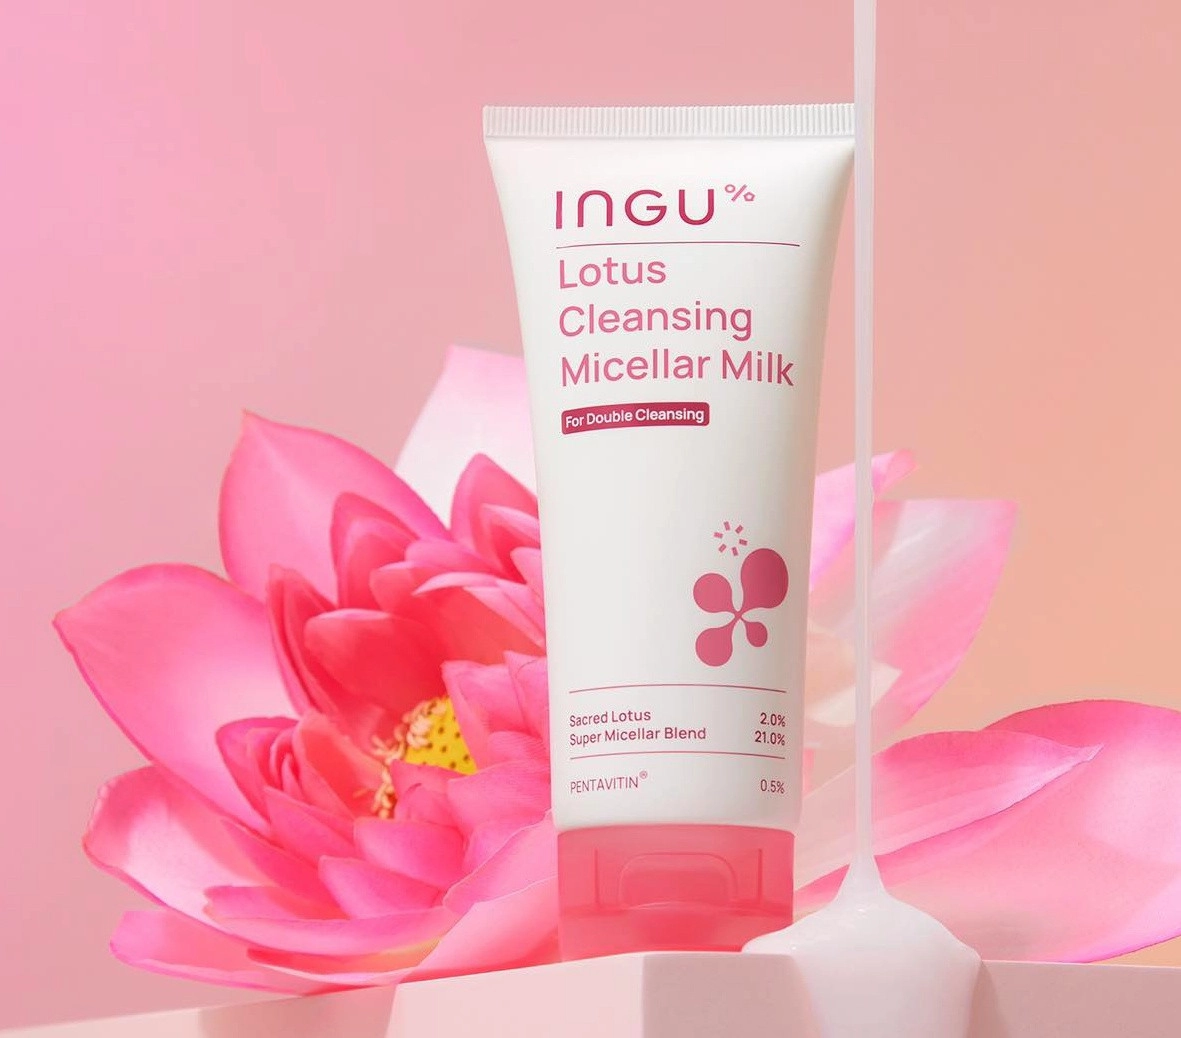 INGU%
Lotus
Cleansing
Micellar Milk
For Double Cleansing
Sacred Lotus 2.0%
Super Micellar Blend 21.0%
PENTAVITIN® 0.5%